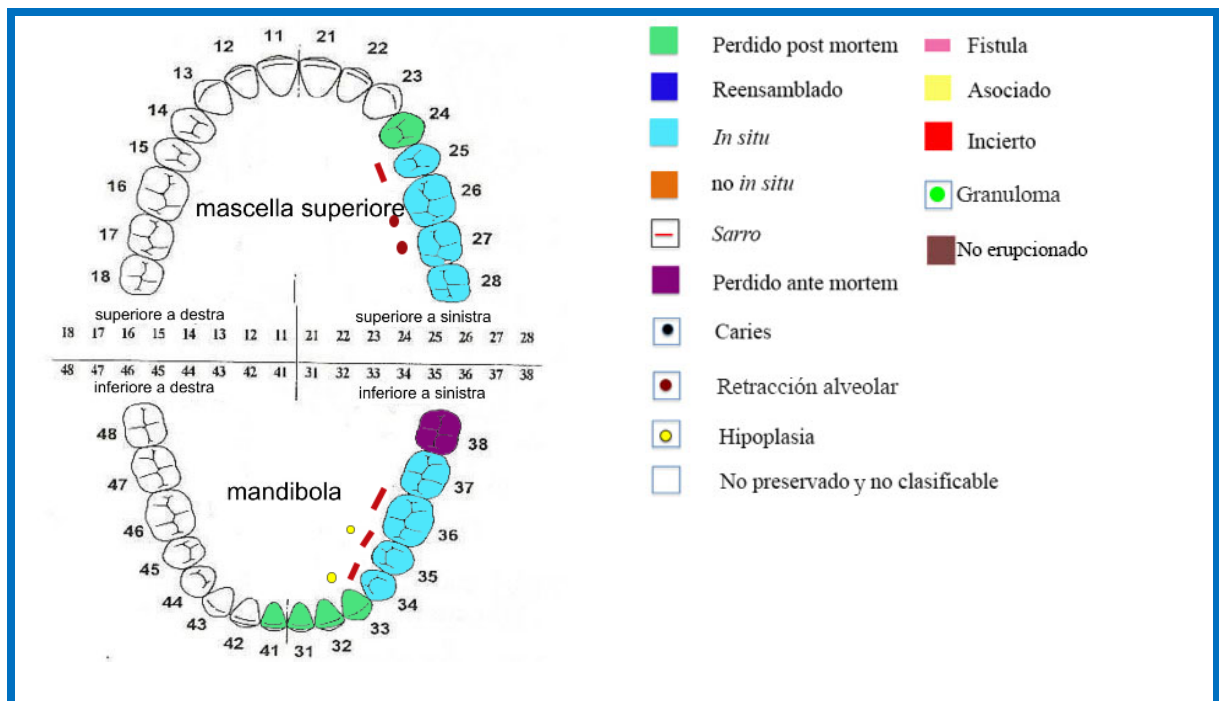 11 21
12 22
13 23
14 24
15 25
16 26
mascella superiore
17 27
18 28
superiore a destra superiore a sinistra
18 17 16 15 14 13 12 11 21 22 23 24 25 26 27 28
48 47 46 45 44 43 42 41 31 32 33 34 35 36 37 38
inferiore a destra inferiore a sinistra
48 38
47 37
mandibola
46 36
45 35
44 34
43 33
42 41 31 32
Perdido post mortem
Reensamblado
In situ
no in situ
Sarro
Perdido ante mortem
Caries
Retracción alveolar
Hipoplasia
No preservado y no clasificable
Fistula
Asociado
Incierto
Granuloma
No erupcionado